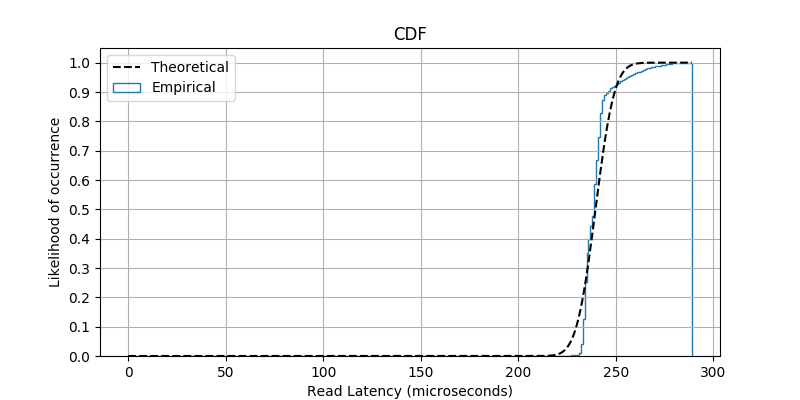 CDF
Theoretical
Empirical
Likelihood of occurrence
1.0
0.9
0.8
0.7
0.6
0.5
0.4
0.3
0.2
0.1
0.0
0 50 100 150 200 250 300
Read Latency (microseconds)